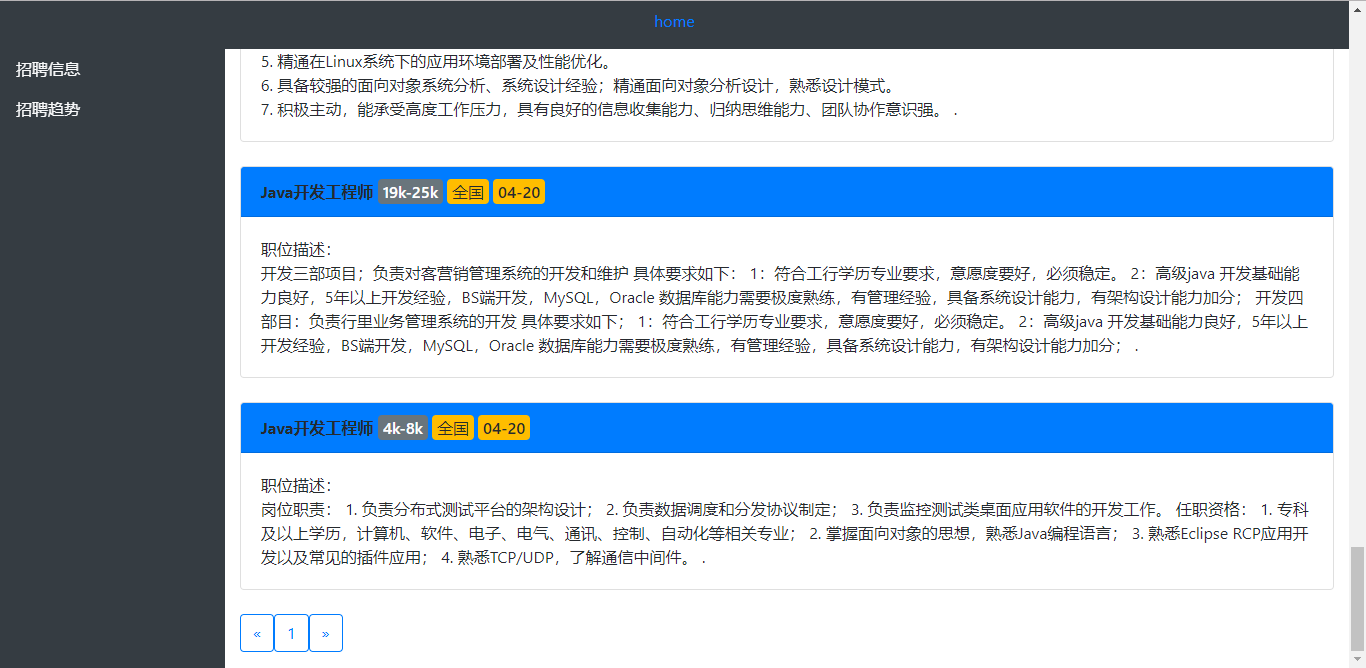 home
招聘信息
招聘趋势
5. 精通在Linux系统下的应用环境部署及性能优化。
6. 具备较强的面向对象系统分析、系统设计经验；精通面向对象分析设计，熟悉设计模式。
7. 积极主动，能承受高度工作压力，具有良好的信息收集能力、归纳思维能力、团队协作意识强。 .
Java开发工程师 19k-25k 全国 04-20
职位描述：
开发三部项目；负责对客营销管理系统的开发和维护 具体要求如下： 1：符合工行学历专业要求，意愿度要好，必须稳定。 2：高级java 开发基础能
力良好，5年以上开发经验，BS端开发，MySQL，Oracle 数据库能力需要极度熟练，有管理经验，具备系统设计能力，有架构设计能力加分； 开发四
部目：负责行里业务管理系统的开发 具体要求如下； 1：符合工行学历专业要求，意愿度要好，必须稳定。 2：高级java 开发基础能力良好，5年以上
开发经验，BS端开发，MySQL，Oracle 数据库能力需要极度熟练，有管理经验，具备系统设计能力，有架构设计能力加分； .
Java开发工程师 4k-8k 全国 04-20
职位描述：
岗位职责： 1. 负责分布式测试平台的架构设计； 2. 负责数据调度和分发协议制定； 3. 负责监控测试类桌面应用软件的开发工作。 任职资格： 1. 专科
及以上学历，计算机、软件、电子、电气、通讯、控制、自动化等相关专业； 2. 掌握面向对象的思想，熟悉Java编程语言； 3. 熟悉Eclipse RCP应用开
发以及常见的插件应用； 4. 熟悉TCP/UDP，了解通信中间件。 .
« 1 »